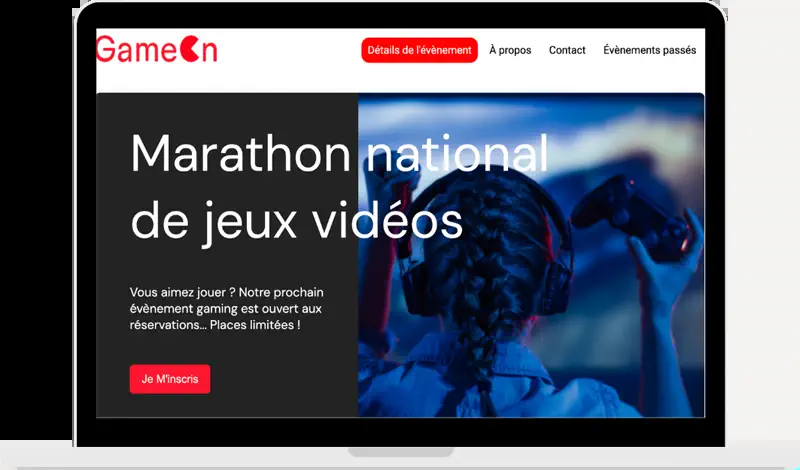 GameOn
Détails de l'évènement
À propos
Contact
Évènements passés
Marathon national
de jeux vidéos
Vous aimez jouer ? Notre prochain
évènement gaming est ouvert aux
réservations... Places limitées !
Je M'inscris